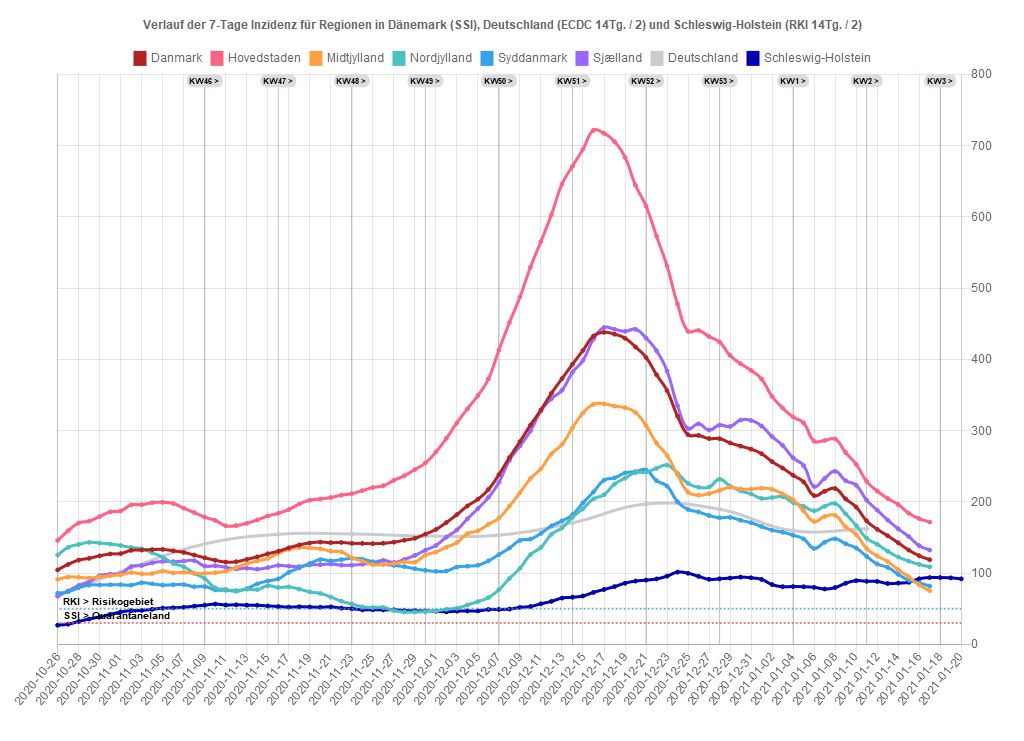 Verlauf der 7-Tage Inzidenz für Regionen in Dänemark (SSI), Deutschland (ECDC 14Tg. / 2) und Schleswig-Holstein (RKI 14Tg. / 2)
Danmark Hovedstaden Midtjylland Nordjylland Syddanmark Sjælland Deutschland Schleswig-Holstein
KW46 > KW47 > KW48 > KW49 > KW50 > KW51 > KW52 > KW53 > KW1 > KW2 > KW3 >
800
700
600
500
400
300
200
100
0
RKI > Risikogebiet
SSI > Quarantäneland
2020-10-26 2020-10-28 2020-10-30 2020-11-01 2020-11-03 2020-11-05 2020-11-07 2020-11-09 2020-11-11 2020-11-13 2020-11-15 2020-11-17 2020-11-19 2020-11-21 2020-11-23 2020-11-25 2020-11-27 2020-11-29 2020-12-01 2020-12-03 2020-12-05 2020-12-07 2020-12-09 2020-12-11 2020-12-13 2020-12-15 2020-12-17 2020-12-19 2020-12-21 2020-12-23 2020-12-25 2020-12-27 2020-12-29 2020-12-31 2021-01-02 2021-01-04 2021-01-06 2021-01-08 2021-01-10 2021-01-12 2021-01-14 2021-01-16 2021-01-18 2021-01-20